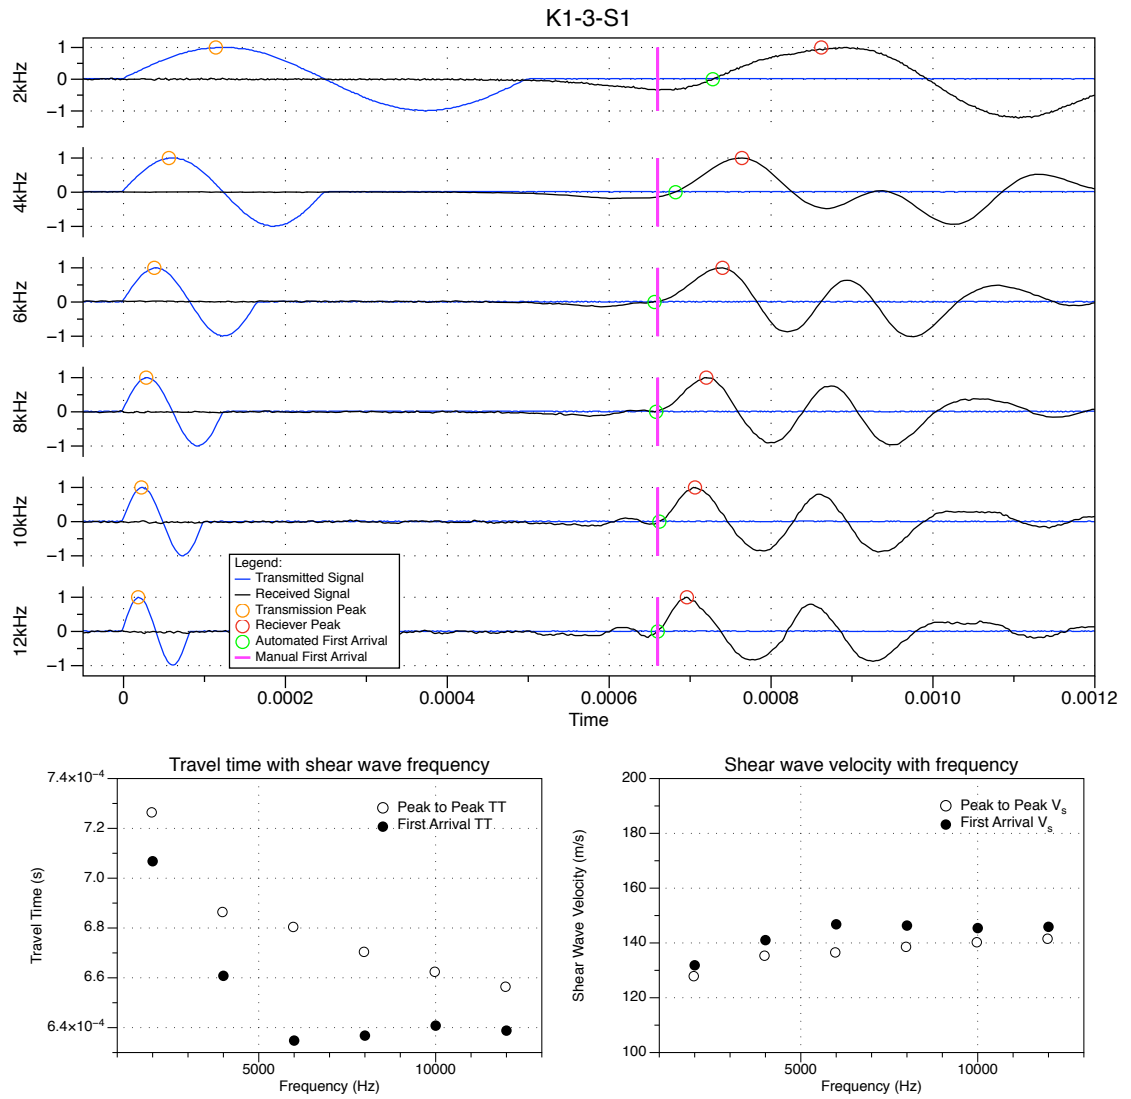 K1-3-S1
2kHz
1
0
−1
4kHz
1
0
−1
6kHz
1
0
−1
8kHz
1
0
−1
10kHz
1
0
−1
12kHz
1
0
−1
Legend:
Transmitted Signal
Received Signal
Transmission Peak
Reciever Peak
Automated First Arrival
Manual First Arrival
0 0.0002 0.0004 0.0006 0.0008 0.0010 0.0012
Time
Travel time with shear wave frequency
7.4×10⁻⁴
7.2
7.0
6.8
6.6
6.4×10⁻⁴
Travel Time (s)
Peak to Peak TT
First Arrival TT
5000 10000
Frequency (Hz)
Shear wave velocity with frequency
200
180
160
140
120
100
Shear Wave Velocity (m/s)
Peak to Peak Vₛ
First Arrival Vₛ
5000 10000
Frequency (Hz)